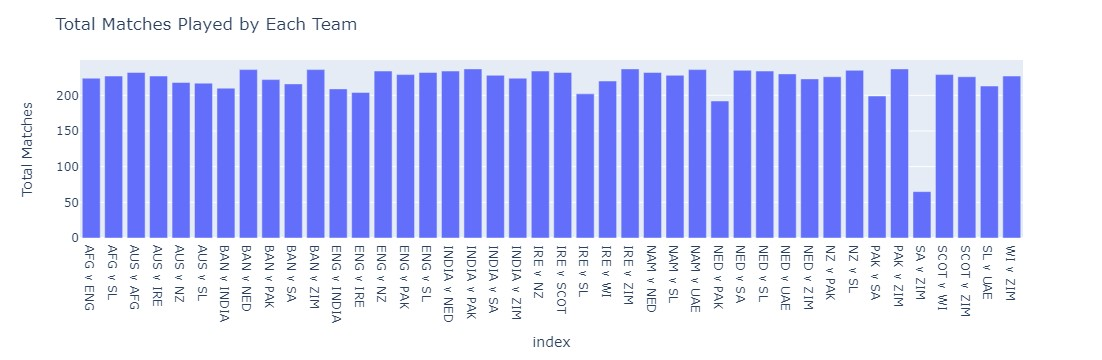 Total Matches Played by Each Team
Total Matches
200
150
100
50
0
AFG v ENG
AFG v SL
AUS v AFG
AUS v IRE
AUS v NZ
AUS v SL
BAN v INDIA
BAN v NED
BAN v PAK
BAN v SA
BAN v ZIM
ENG v INDIA
ENG v IRE
ENG v NZ
ENG v PAK
ENG v SL
INDIA v NED
INDIA v PAK
INDIA v SA
INDIA v ZIM
IRE v NZ
IRE v SCOT
IRE v SL
IRE v WI
IRE v ZIM
NAM v NED
NAM v SL
NAM v UAE
NED v PAK
NED v SA
NED v SL
NED v UAE
NED v ZIM
NZ v PAK
NZ v SL
PAK v SA
PAK v ZIM
SA v ZIM
SCOT v WI
SCOT v ZIM
SL v UAE
WI v ZIM
index